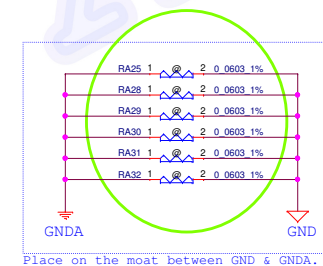 RA25 1 @ 2 0_0603_1%
RA28 1 @ 2 0_0603_1%
RA29 1 @ 2 0_0603_1%
RA30 1 @ 2 0_0603_1%
RA31 1 @ 2 0_0603_1%
RA32 1 @ 2 0_0603_1%
GNDA GND
Place on the moat between GND & GNDA.